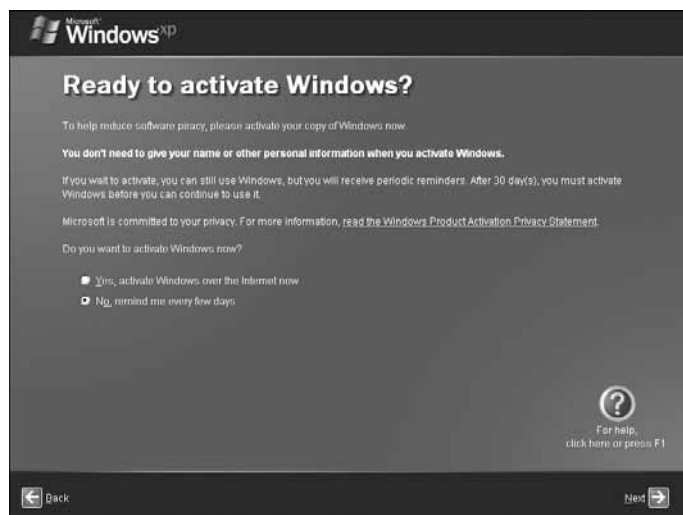 Microsoft
Windows xp
Ready to activate Windows?
To help reduce software piracy, please activate your copy of Windows now.
You don't need to give your name or other personal information when you activate Windows.
If you wait to activate, you can still use Windows, but you will receive periodic reminders. After 30 day(s), you must activate
Windows before you can continue to use it.
Microsoft is committed to your privacy. For more information, read the Windows Product Activation Privacy Statement.
Do you want to activate Windows now?
Yes, activate Windows over the Internet now
No, remind me every few days
?
For help,
click here or press F1
Back
Next